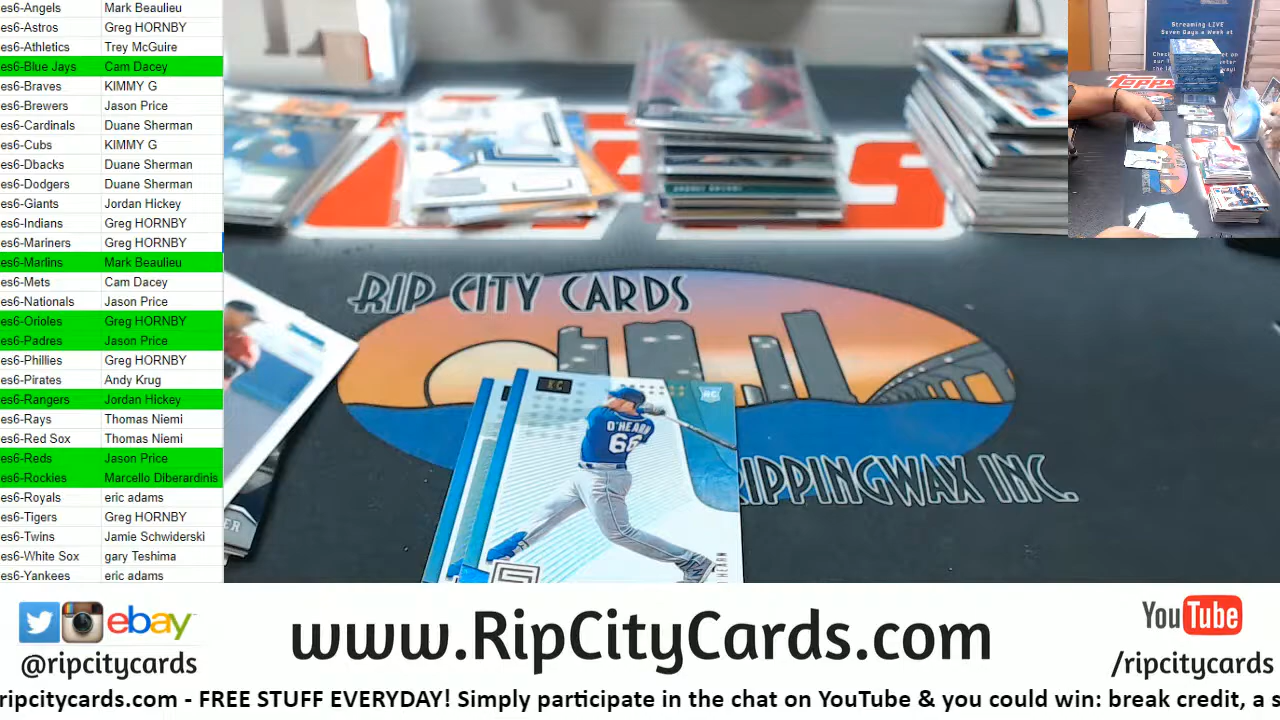 es6-Angels Mark Beaulieu
es6-Astros Greg HORNBY
es6-Athletics Trey McGuire
es6-Blue Jays Cam Dacey
es6-Braves KIMMY G
es6-Brewers Jason Price
es6-Cardinals Duane Sherman
es6-Cubs KIMMY G
es6-Dbacks Duane Sherman
es6-Dodgers Duane Sherman
es6-Giants Jordan Hickey
es6-Indians Greg HORNBY
es6-Mariners Greg HORNBY
es6-Marlins Mark Beaulieu
es6-Mets Cam Dacey
es6-Nationals Jason Price
es6-Orioles Greg HORNBY
es6-Padres Jason Price
es6-Phillies Greg HORNBY
es6-Pirates Andy Krug
es6-Rangers Jordan Hickey
es6-Rays Thomas Niemi
es6-Red Sox Thomas Niemi
es6-Reds Jason Price
es6-Rockies Marcello Diberardinis
es6-Royals eric adams
es6-Tigers Greg HORNBY
es6-Twins Jamie Schwiderski
es6-White Sox gary Teshima
es6-Yankees eric adams
Streaming LIVE
Seven Days a Week at
topps
RIP CITY CARDS
RIPPINGWAX INC.
KC
RC
O'HEARN
66
ebay
@ripcitycards
www.RipCityCards.com
YouTube
/ripcitycards
ripcitycards.com - FREE STUFF EVERYDAY! Simply participate in the chat on YouTube & you could win: break credit, a s